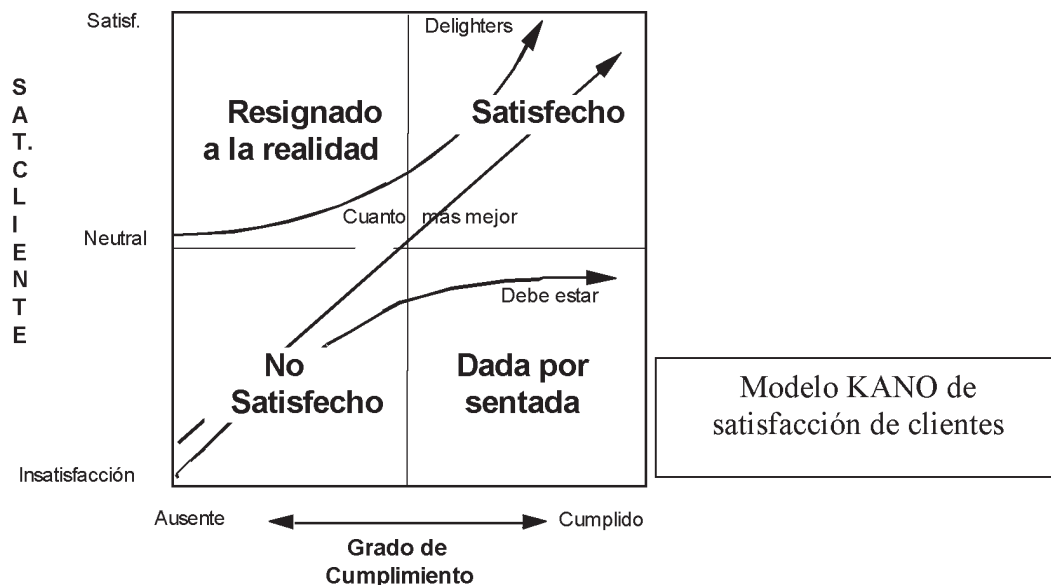 Satisf.
Delighters
S
A
T.
C
L
I
E
N
T
E
Resignado
a la realidad
Satisfecho
Cuanto más mejor
Neutral
Debe estar
No
Satisfecho
Dada por
sentada
Modelo KANO de
satisfacción de clientes
Insatisfacción
Ausente
Cumplido
Grado de
Cumplimiento